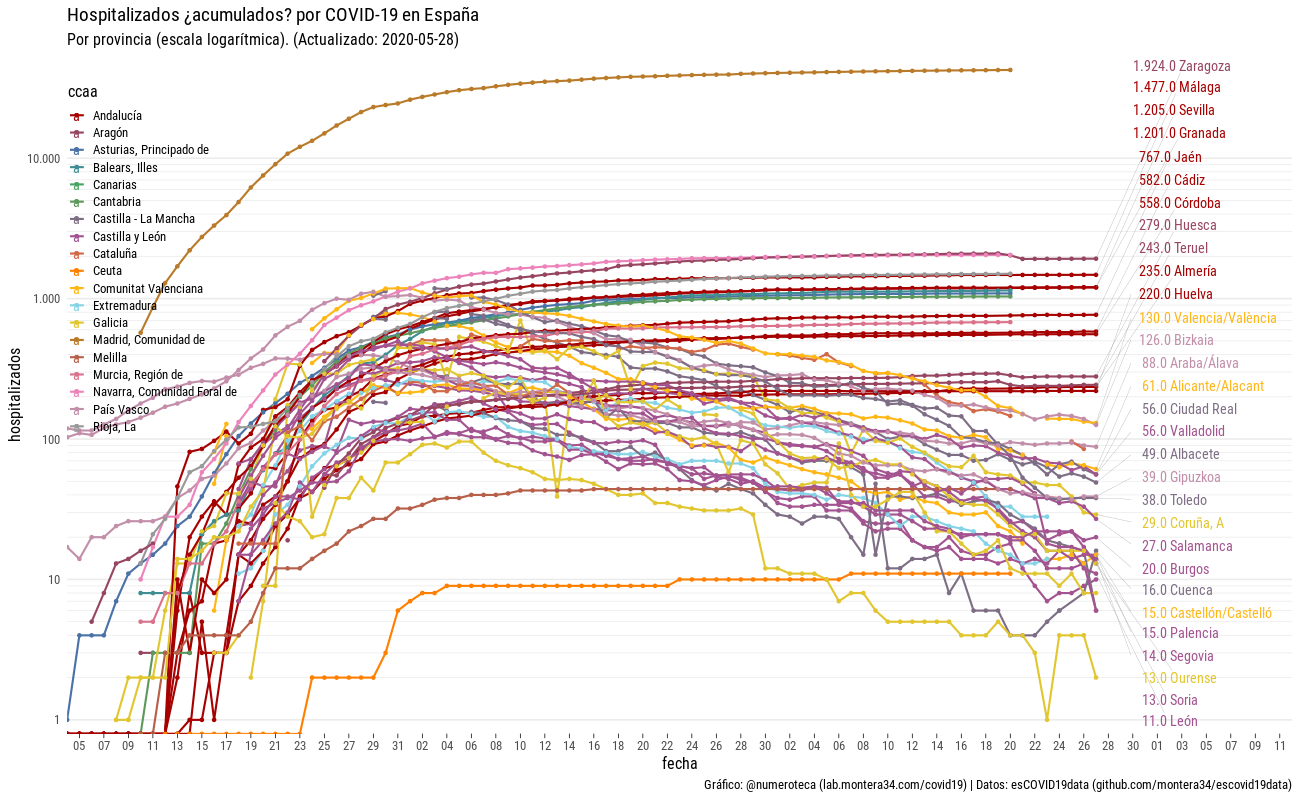 Hospitalizados ¿acumulados? por COVID-19 en España
Por provincia (escala logarítmica). (Actualizado: 2020-05-28)
ccaa
Andalucía
Aragón
Asturias, Principado de
Balears, Illes
Canarias
Cantabria
Castilla - La Mancha
Castilla y León
Cataluña
Ceuta
Comunitat Valenciana
Extremadura
Galicia
Madrid, Comunidad de
Melilla
Murcia, Región de
Navarra, Comunidad Foral de
País Vasco
Rioja, La
hospitalizados
10.000
1.000
100
10
1
1.924.0 Zaragoza
1.477.0 Málaga
1.205.0 Sevilla
1.201.0 Granada
767.0 Jaén
582.0 Cádiz
558.0 Córdoba
279.0 Huesca
243.0 Teruel
235.0 Almería
220.0 Huelva
130.0 Valencia/València
126.0 Bizkaia
88.0 Araba/Álava
61.0 Alicante/Alacant
56.0 Ciudad Real
56.0 Valladolid
49.0 Albacete
39.0 Gipuzkoa
38.0 Toledo
29.0 Coruña, A
27.0 Salamanca
20.0 Burgos
16.0 Cuenca
15.0 Castellón/Castelló
15.0 Palencia
14.0 Segovia
13.0 Ourense
13.0 Soria
11.0 León
05 07 09 11 13 15 17 19 21 23 25 27 29 31 02 04 06 08 10 12 14 16 18 20 22 24 26 28 30 02 04 06 08 10 12 14 16 18 20 22 24 26 28 30 01 03 05 07 09 11
fecha
Gráfico: @numeroteca (lab.montera34.com/covid19) | Datos: esCOVID19data (github.com/montera34/escovid19data)